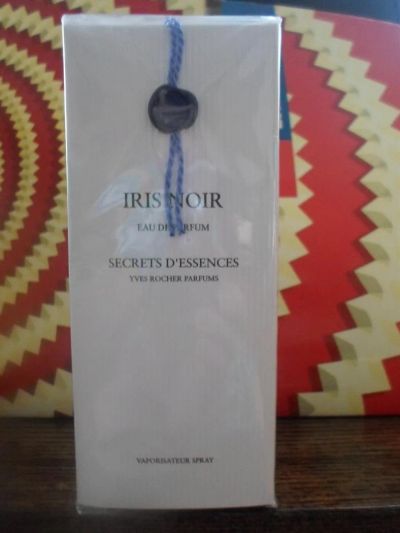 IRIS NOIR
EAU DE PARFUM
SECRETS D'ESSENCES
YVES ROCHER PARFUMS
VAPORISATEUR SPRAY